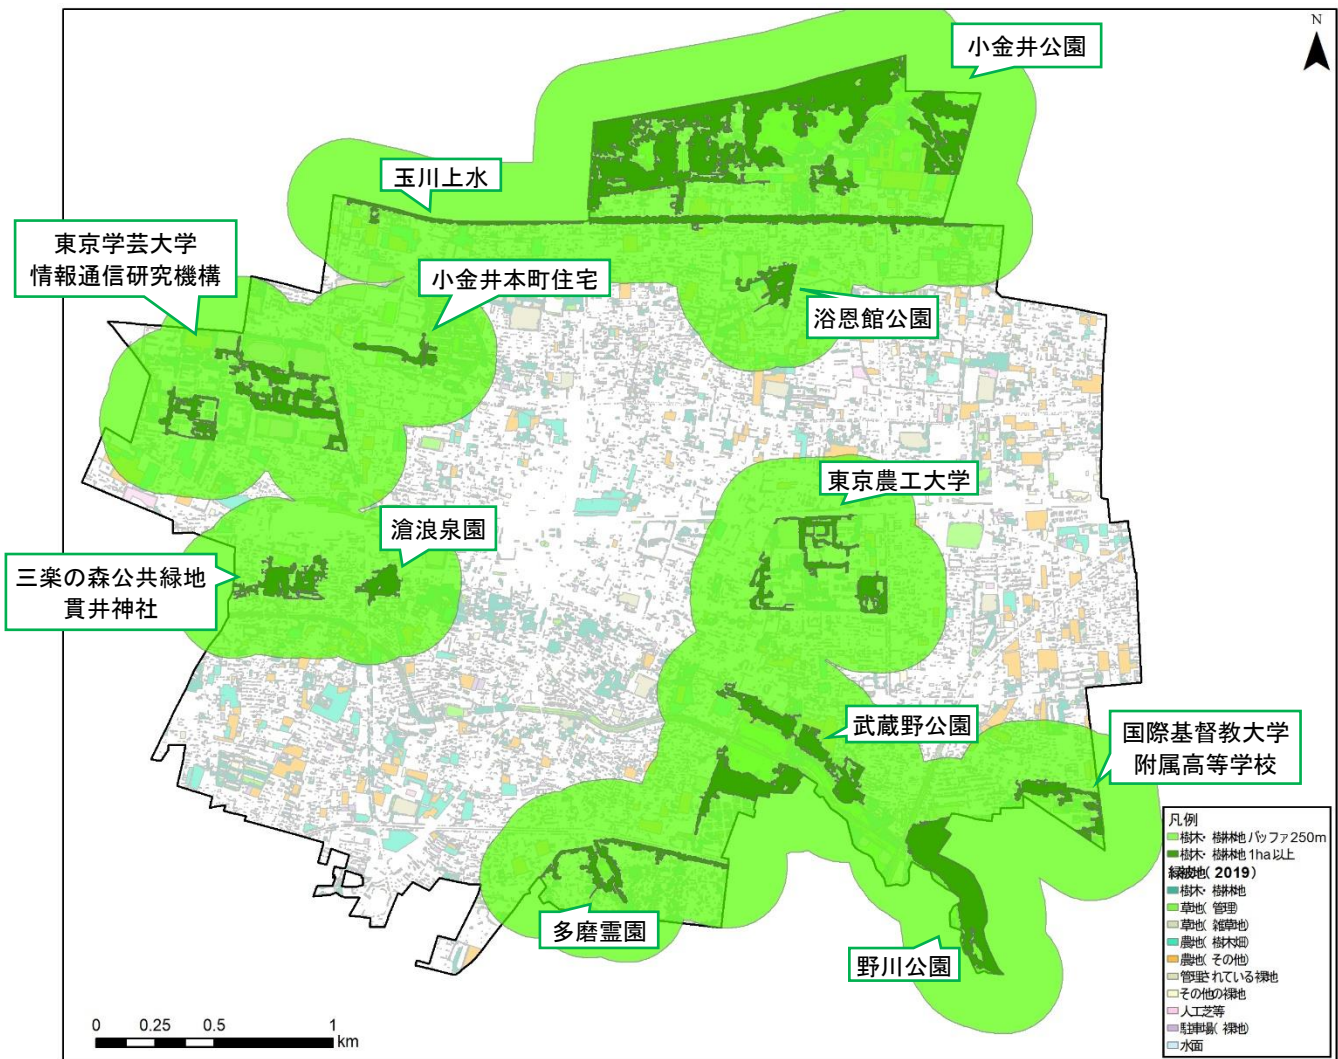 N
小金井公園
玉川上水
東京学芸大学
情報通信研究機構
小金井本町住宅
浴恩館公園
東京農工大学
滄浪泉園
三楽の森公共緑地
貫井神社
武蔵野公園
国際基督教大学
附属高等学校
多磨霊園
野川公園
凡例
樹木・樹林地バッファ250m
樹木・樹林地1ha以上
緑被地(2019)
樹木・樹林地
草地(管理)
草地(雑草地)
農地(樹木畑)
農地(その他)
管理されている裸地
その他の裸地
人工芝等
駐車場(裸地)
水面
0 0.25 0.5 1
km